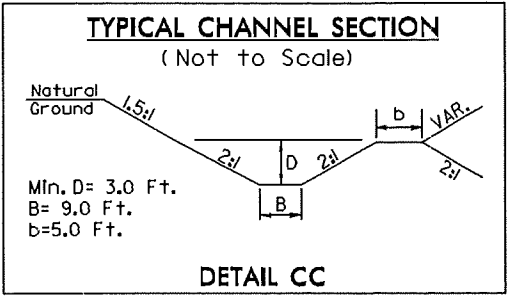 TYPICAL CHANNEL SECTION
(Not to Scale)
Natural
Ground
1.5:1
2:1
D
2:1
b
VAR.
2:1
B
Min. D= 3.0 Ft.
B= 9.0 Ft.
b=5.0 Ft.
DETAIL CC